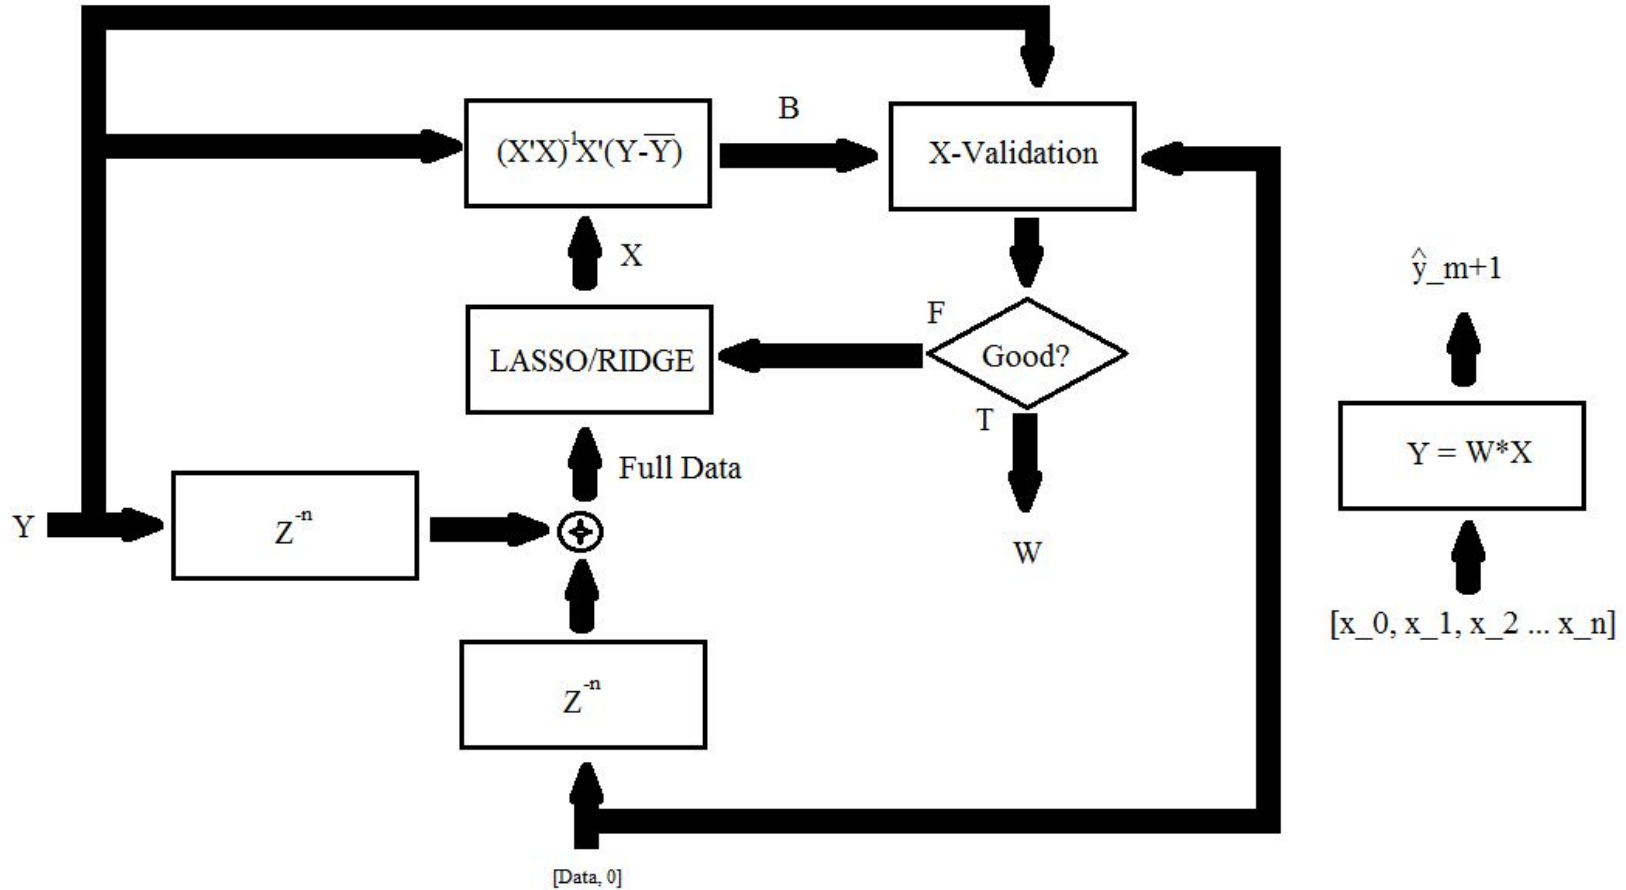 B
(X'X)⁻¹X'(Y-Y̅)
X-Validation
X
ŷ_m+1
F
LASSO/RIDGE
Good?
T
Full Data
Y = W*X
Y
Z⁻ⁿ
W
[x_0, x_1, x_2 ... x_n]
Z⁻ⁿ
[Data, 0]